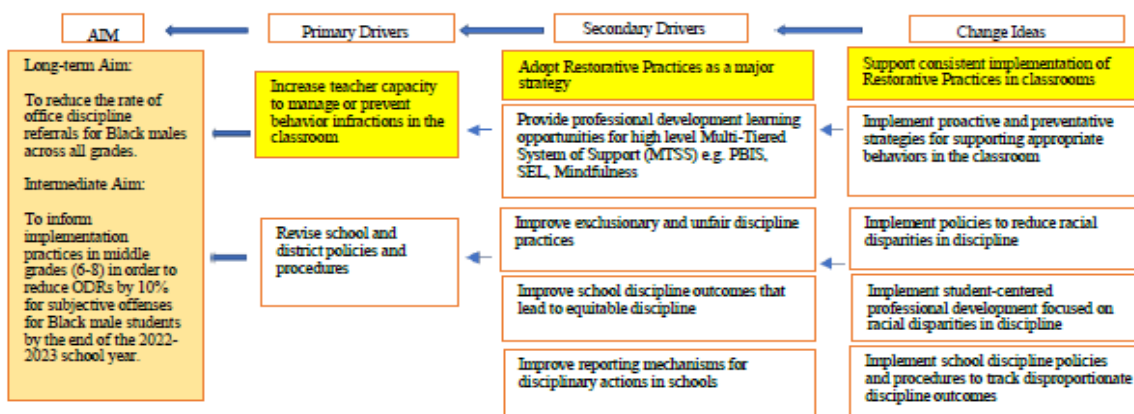 AIM
Primary Drivers
Secondary Drivers
Change Ideas
Long-term Aim:
To reduce the rate of
office discipline
referrals for Black males
across all grades.
Intermediate Aim:
To inform
implementation
practices in middle
grades (6-8) in order to
reduce ODRs by 10%
for subjective offenses
for Black male students
by the end of the 2022-
2023 school year.
Increase teacher capacity
to manage or prevent
behavior infractions in the
classroom
Revise school and
district policies and
procedures
Adopt Restorative Practices as a major
strategy
Provide professional development learning
opportunities for high level Multi-Tiered
System of Support (MTSS) e.g. PBIS,
SEL, Mindfulness
Improve exclusionary and unfair discipline
practices
Improve school discipline outcomes that
lead to equitable discipline
Improve reporting mechanisms for
disciplinary actions in schools
Support consistent implementation of
Restorative Practices in classrooms
Implement proactive and preventative
strategies for supporting appropriate
behaviors in the classroom
Implement policies to reduce racial
disparities in discipline
Implement student-centered
professional development focused on
racial disparities in discipline
Implement school discipline policies
and procedures to track disproportionate
discipline outcomes